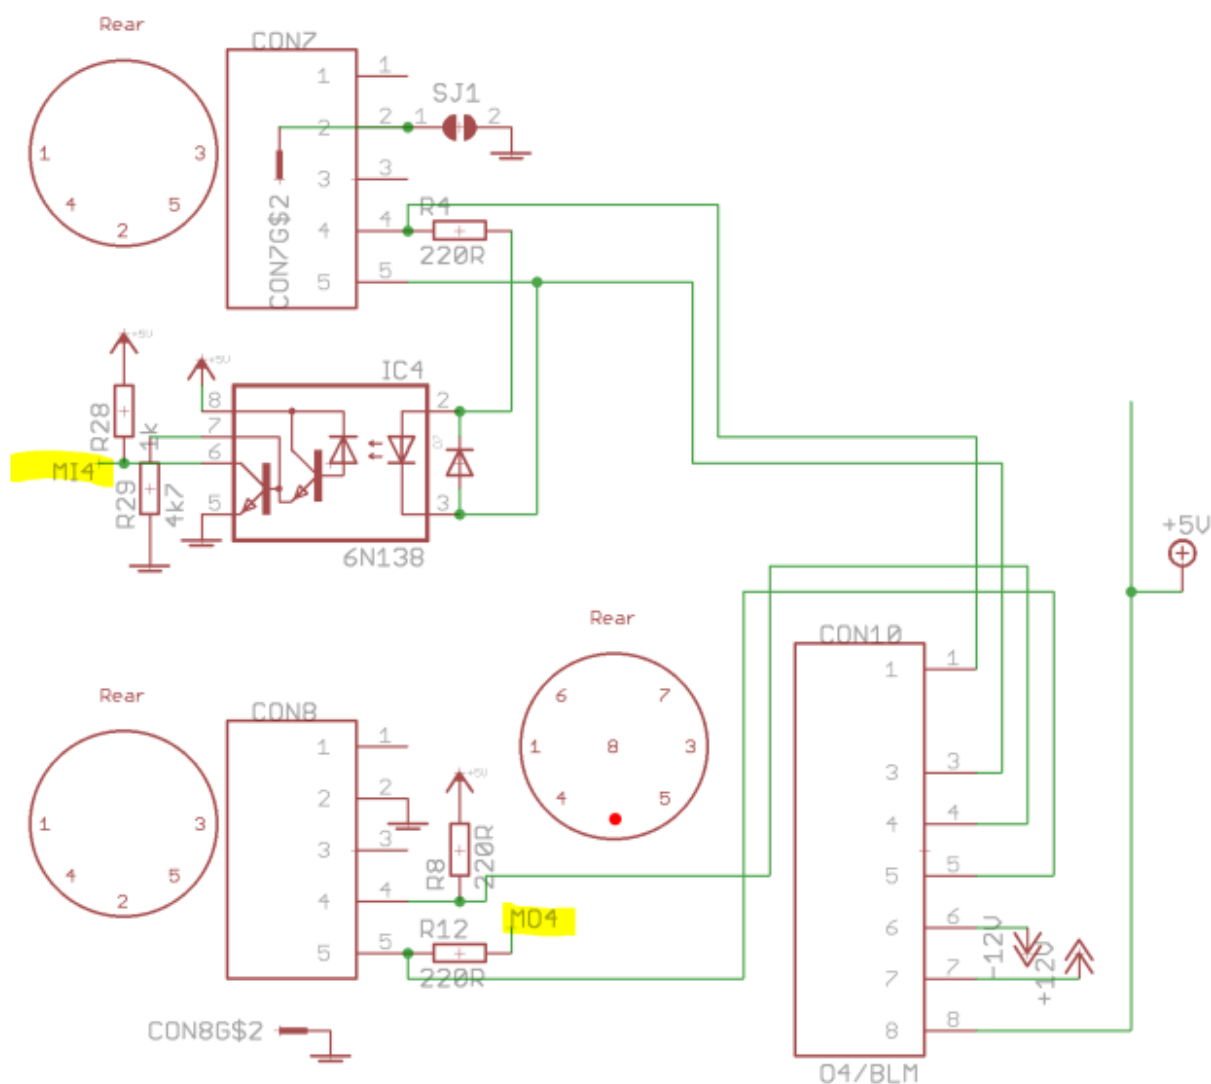 Rear
CON7
1 1
SJ1
2 2 1 2
1 3
3 3
4 5
R4
4 4
2
220R
5 5
CON7G$2
+5V
+5V
IC4
8 2
R28
1k
7
D7
6
MI4
R29
4k7
5 3
6N138
+5V
Rear
CON10
Rear
CON8
1 1
6 7
1 1
1 8 3
3 3
2 2
+5V
4 5
1 3
4 4
3 3
R8
220R
4 5
5 5
2
4 4
MO4
R12
6 6
-12V
5 5
220R
7 7
+12V
8 8
CON8G$2
O4/BLM